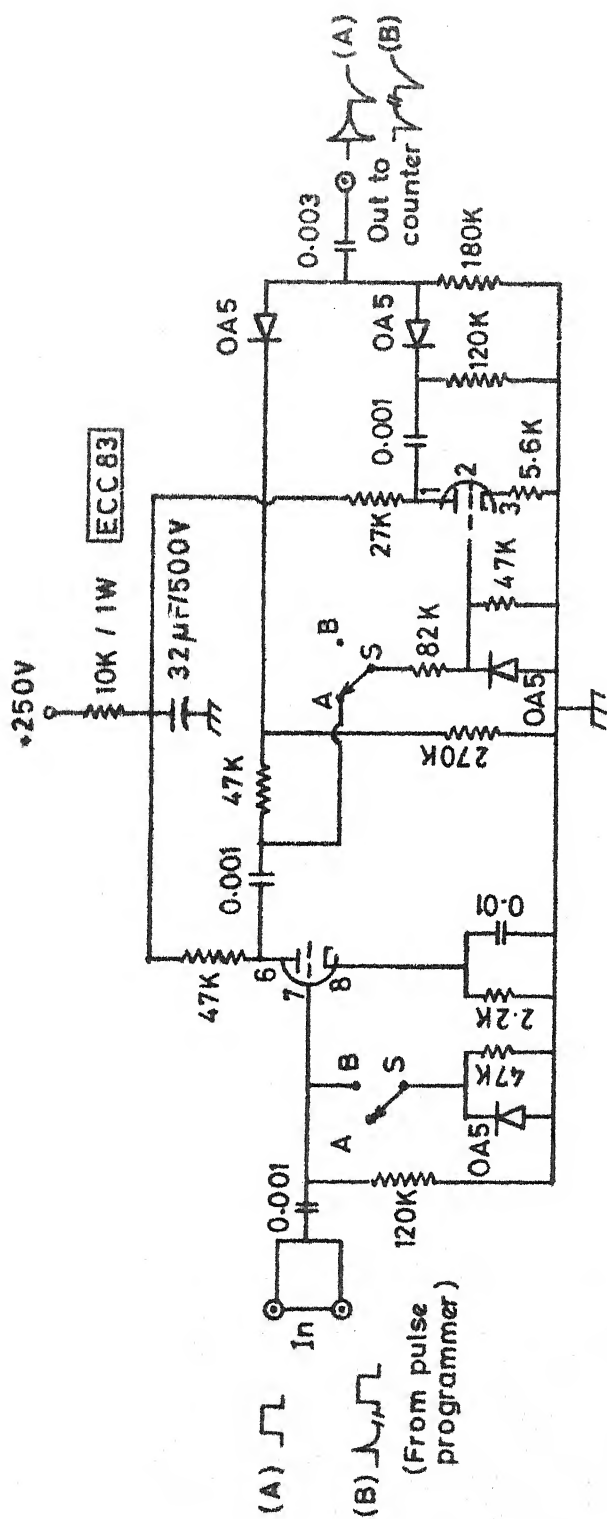 +250V
10K / 1W
ECC83
32μF/500V
47K
0.001
47K
OA5
0.003
(A)
Out to
counter
(B)
(A)
In
(B)
(From pulse
programmer)
0.001
120K
A
B
S
OA5
47K
2.2K
0.01
6
7
8
A
B
S
270K
82K
OA5
47K
27K
1
2
3
5.6K
0.001
OA5
120K
180K